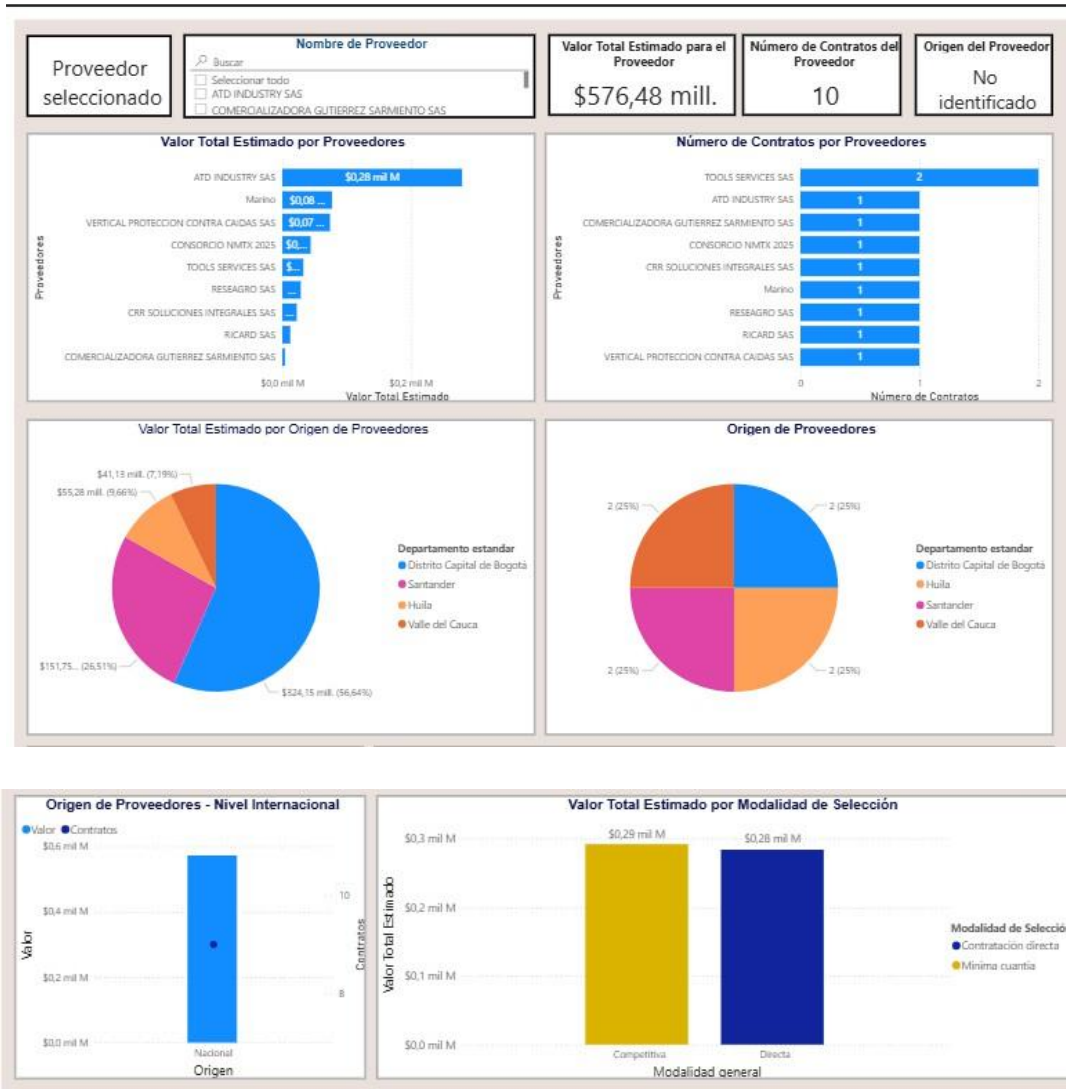 Proveedor
seleccionado
Nombre de Proveedor
Buscar
Seleccionar todo
ATD INDUSTRY SAS
COMERCIALIZADORA GUTIERREZ SARMIENTO SAS
Valor Total Estimado para el
Proveedor
$576,48 mill.
Número de Contratos del
Proveedor
10
Origen del Proveedor
No
identificado
Valor Total Estimado por Proveedores
Proveedores
ATD INDUSTRY SAS $0,28 mil M
Marino $0,08 ...
VERTICAL PROTECCION CONTRA CAIDAS SAS $0,07 ...
CONSORCIO NMTX 2025 $0,...
TOOLS SERVICES SAS $...
RESEAGRO SAS ...
CRR SOLUCIONES INTEGRALES SAS ...
RICARD SAS
COMERCIALIZADORA GUTIERREZ SARMIENTO SAS
$0,0 mil M $0,2 mil M
Valor Total Estimado
Número de Contratos por Proveedores
Proveedores
TOOLS SERVICES SAS 2
ATD INDUSTRY SAS 1
COMERCIALIZADORA GUTIERREZ SARMIENTO SAS 1
CONSORCIO NMTX 2025 1
CRR SOLUCIONES INTEGRALES SAS 1
Marino 1
RESEAGRO SAS 1
RICARD SAS 1
VERTICAL PROTECCION CONTRA CAIDAS SAS 1
0 1 2
Número de Contratos
Valor Total Estimado por Origen de Proveedores
$41,13 mill. (7,19%)
$55,28 mill. (9,66%)
$151,75... (26,51%)
$324,15 mill. (56,64%)
Departamento estandar
Distrito Capital de Bogotá
Santander
Huila
Valle del Cauca
Origen de Proveedores
2 (25%) 2 (25%)
2 (25%) 2 (25%)
Departamento estandar
Distrito Capital de Bogotá
Huila
Santander
Valle del Cauca
Origen de Proveedores - Nivel Internacional
Valor Contratos
$0,6 mil M
$0,4 mil M
$0,2 mil M
$0,0 mil M
Valor
10
8
Contratos
Nacional
Origen
Valor Total Estimado por Modalidad de Selección
Valor Total Estimado
$0,3 mil M
$0,2 mil M
$0,1 mil M
$0,0 mil M
$0,29 mil M
$0,28 mil M
Competitiva Directa
Modalidad general
Modalidad de Selecció
Contratación directa
Mínima cuantia